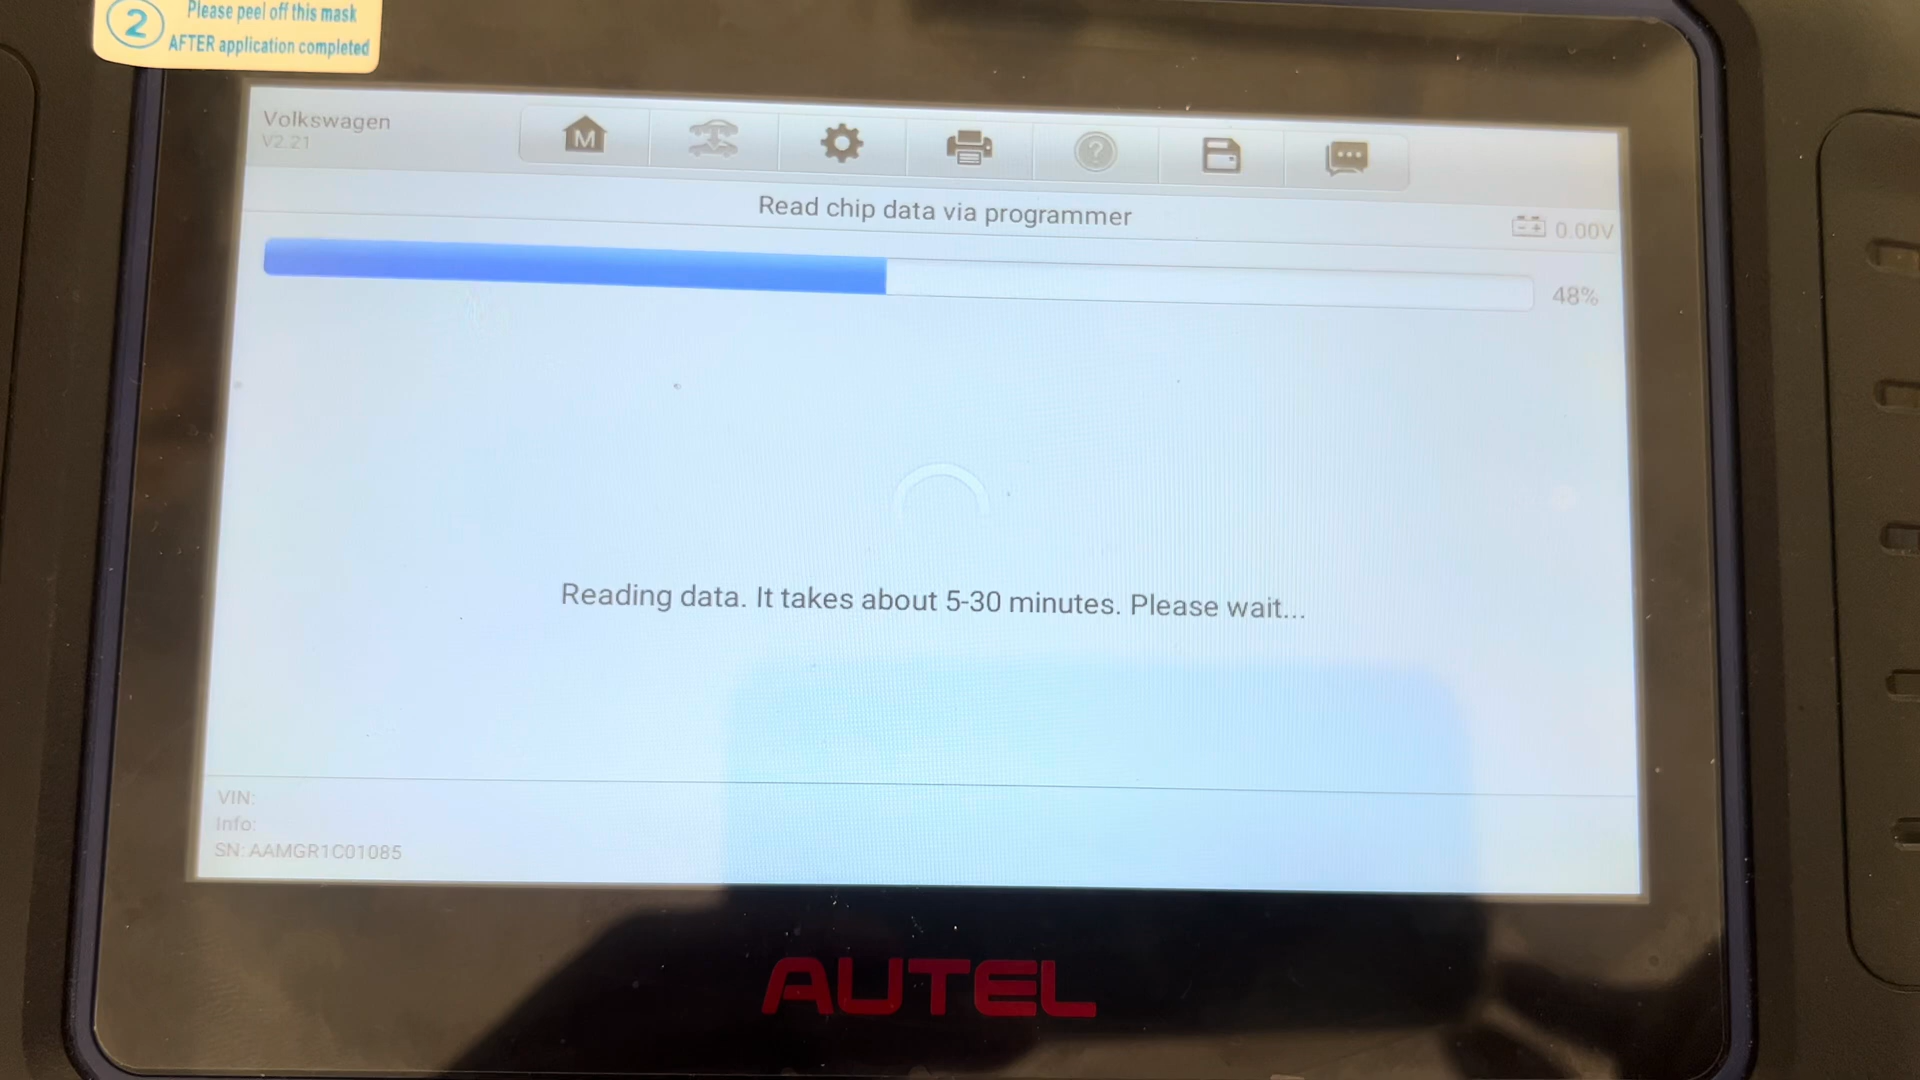 2
Please peel off this mask
AFTER application completed
Volkswagen
V2.21
M
?
Read chip data via programmer
0.00V
48%
Reading data. It takes about 5-30 minutes. Please wait...
VIN:
Info:
SN: AAMGR1C01085
AUTEL